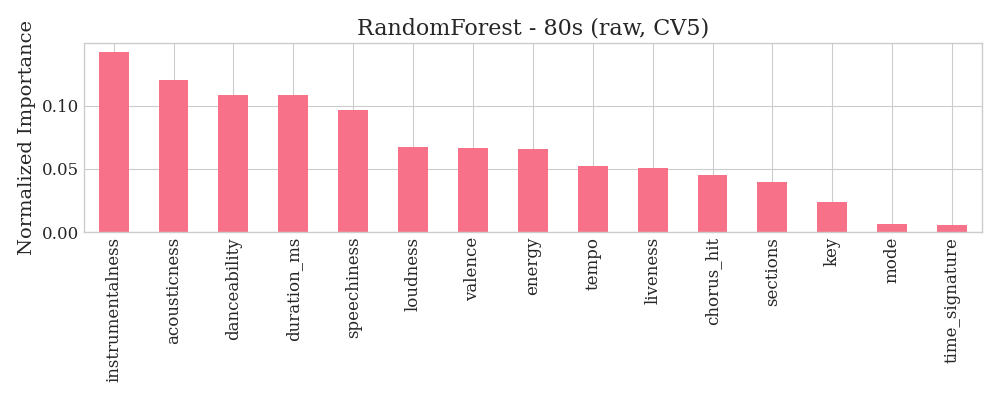 RandomForest - 80s (raw, CV5)
Normalized Importance
0.10
0.05
0.00
instrumentalness
acousticness
danceability
duration_ms
speechiness
loudness
valence
energy
tempo
liveness
chorus_hit
sections
key
mode
time_signature